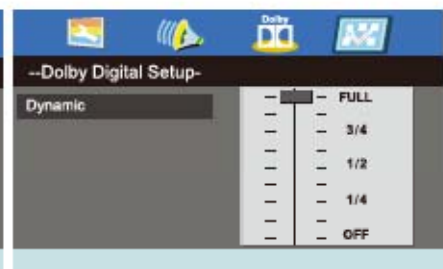 Dolby
--Dolby Digital Setup-
Dynamic
FULL
3/4
1/2
1/4
OFF